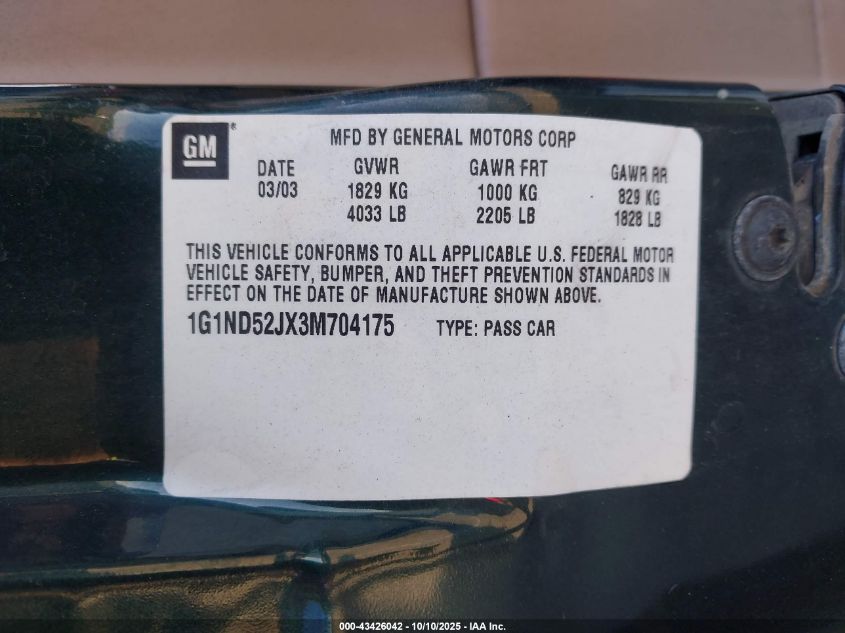 GM®
MFD BY GENERAL MOTORS CORP
DATE GVWR GAWR FRT GAWR RR
03/03 1829 KG 1000 KG 829 KG
4033 LB 2205 LB 1828 LB
THIS VEHICLE CONFORMS TO ALL APPLICABLE U.S. FEDERAL MOTOR
VEHICLE SAFETY, BUMPER, AND THEFT PREVENTION STANDARDS IN
EFFECT ON THE DATE OF MANUFACTURE SHOWN ABOVE.
1G1ND52JX3M704175 TYPE: PASS CAR
000-43426042 - 10/10/2025 - IAA Inc.